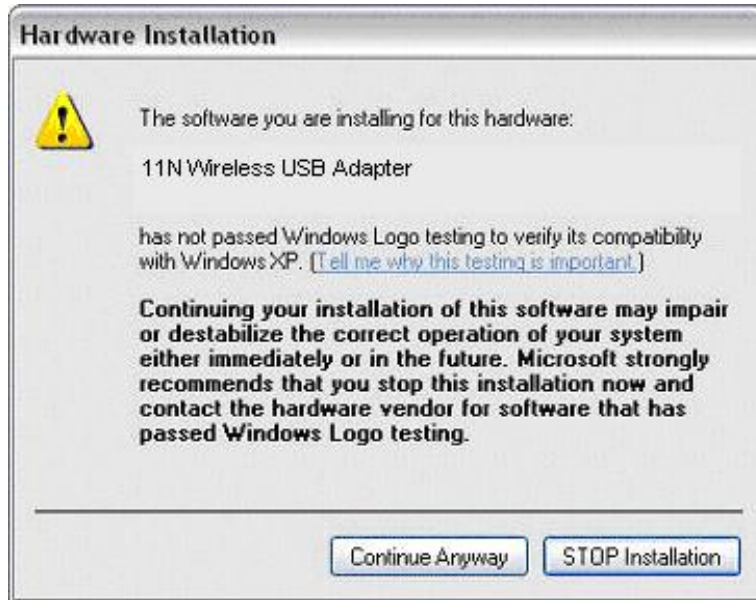 Hardware Installation
The software you are installing for this hardware:
11N Wireless USB Adapter
has not passed Windows Logo testing to verify its compatibility
with Windows XP. (Tell me why this testing is important.)
Continuing your installation of this software may impair
or destabilize the correct operation of your system
either immediately or in the future. Microsoft strongly
recommends that you stop this installation now and
contact the hardware vendor for software that has
passed Windows Logo testing.
Continue Anyway
STOP Installation